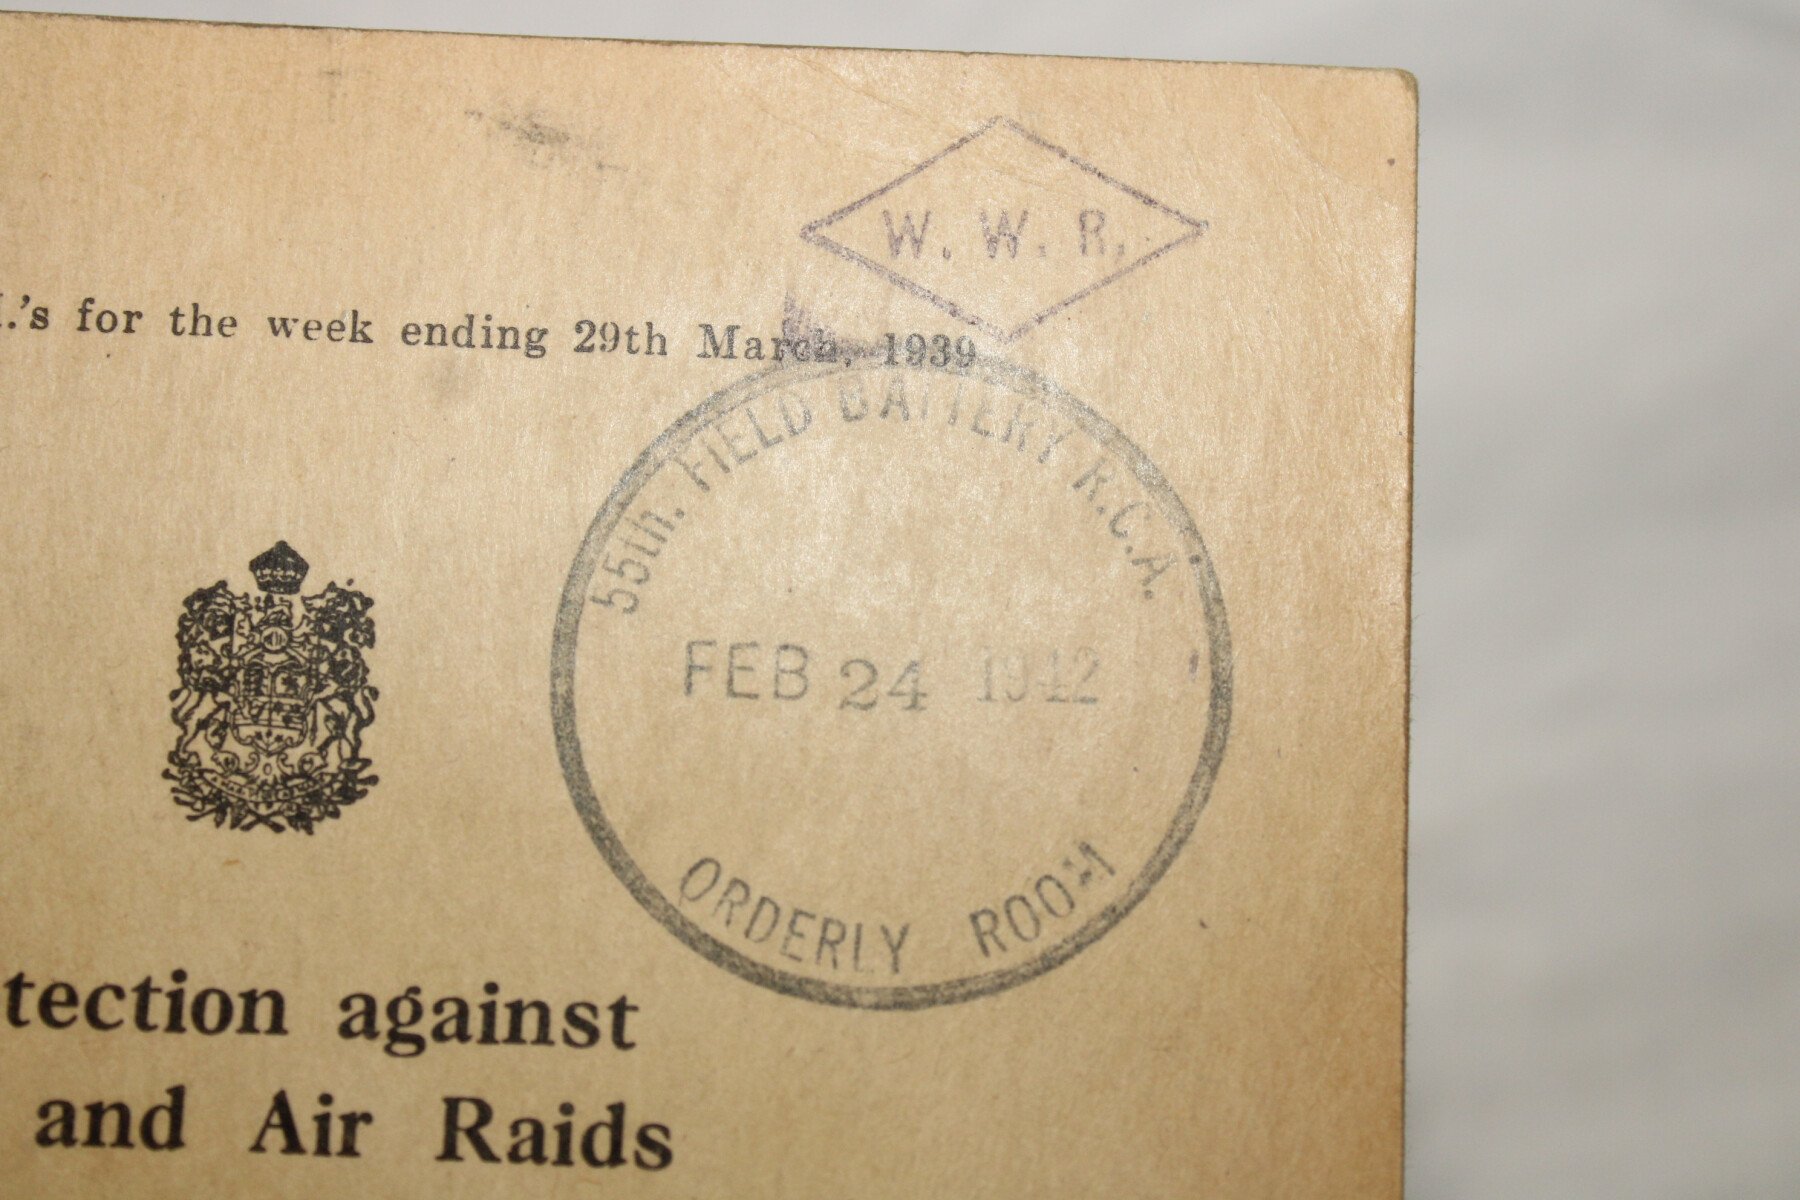 W. W. R.
.'s for the week ending 29th March, 1939
55th. FIELD BATTERY R.C.A.
FEB 24 1942
ORDERLY ROOM
tection against
and Air Raids